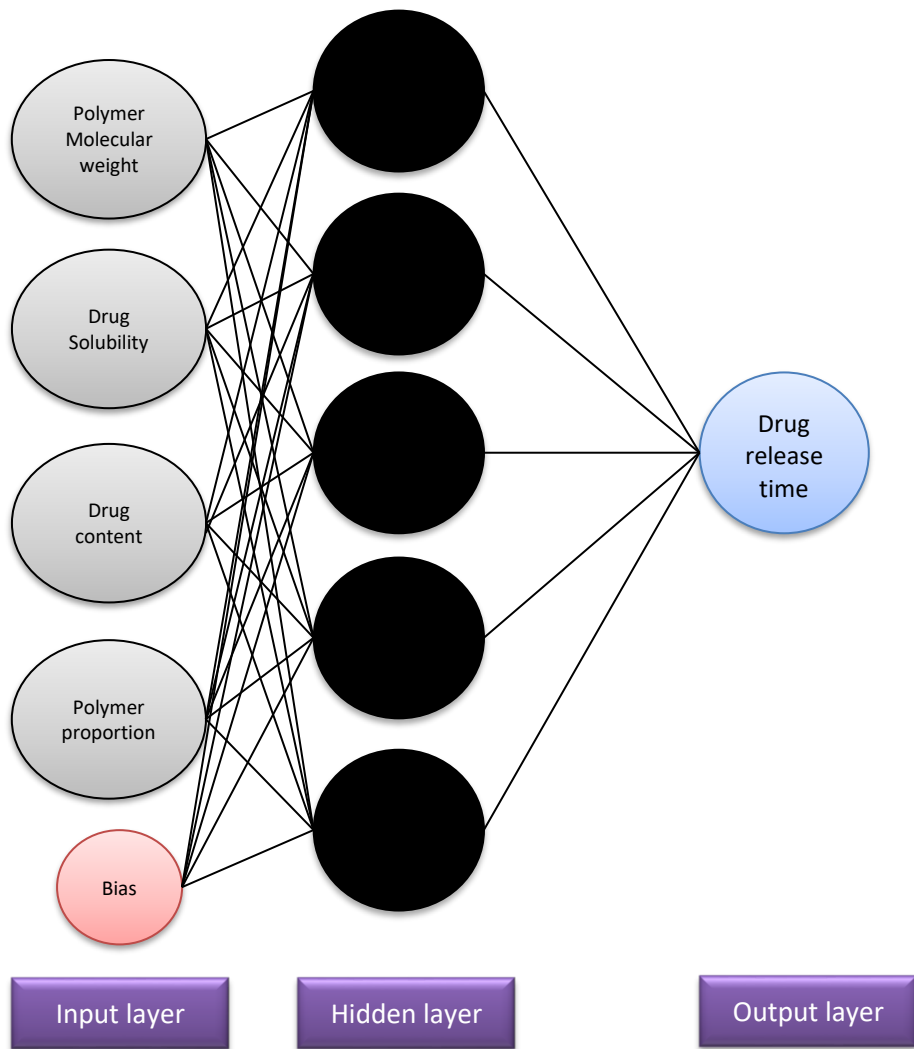 Polymer
Molecular
weight
Drug
Solubility
Drug
content
Polymer
proportion
Bias
Drug
release
time
Input layer
Hidden layer
Output layer